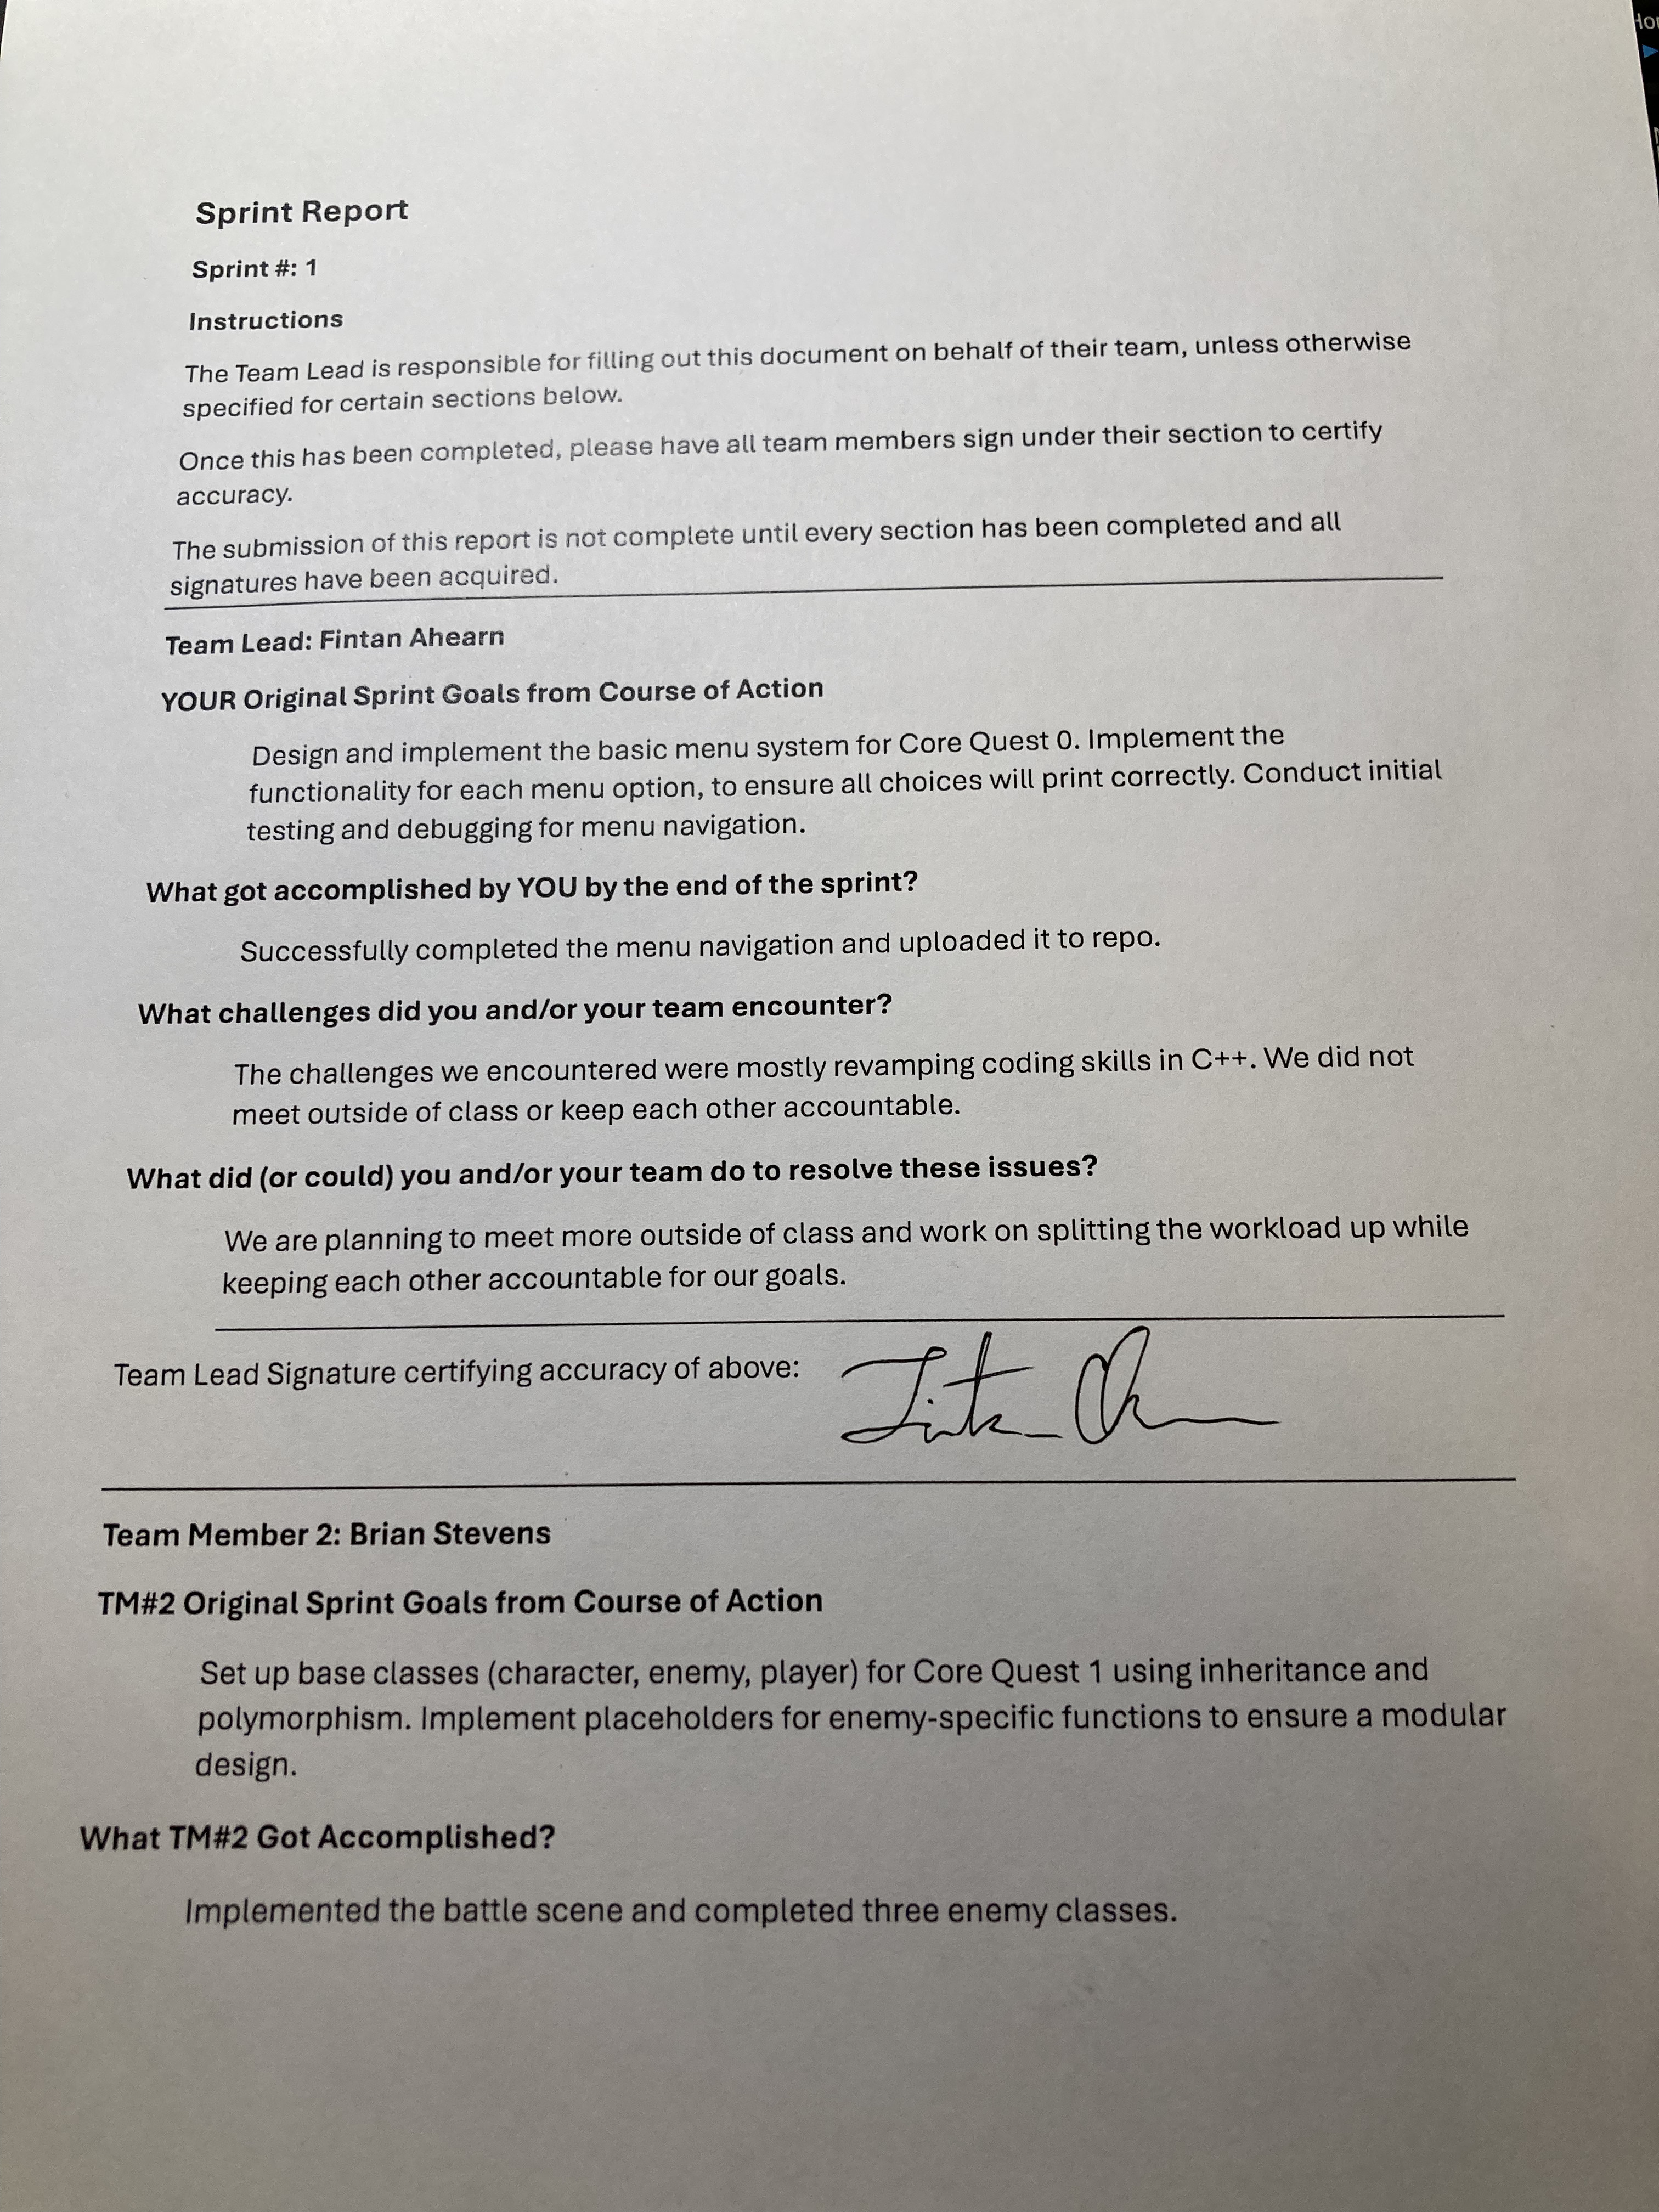 Sprint Report
Sprint #: 1
Instructions
The Team Lead is responsible for filling out this document on behalf of their team, unless otherwise
specified for certain sections below.
Once this has been completed, please have all team members sign under their section to certify
accuracy.
The submission of this report is not complete until every section has been completed and all
signatures have been acquired.
Team Lead: Fintan Ahearn
YOUR Original Sprint Goals from Course of Action
Design and implement the basic menu system for Core Quest 0. Implement the
functionality for each menu option, to ensure all choices will print correctly. Conduct initial
testing and debugging for menu navigation.
What got accomplished by YOU by the end of the sprint?
Successfully completed the menu navigation and uploaded it to repo.
What challenges did you and/or your team encounter?
The challenges we encountered were mostly revamping coding skills in C++. We did not
meet outside of class or keep each other accountable.
What did (or could) you and/or your team do to resolve these issues?
We are planning to meet more outside of class and work on splitting the workload up while
keeping each other accountable for our goals.
Team Lead Signature certifying accuracy of above:
Team Member 2: Brian Stevens
TM#2 Original Sprint Goals from Course of Action
Set up base classes (character, enemy, player) for Core Quest 1 using inheritance and
polymorphism. Implement placeholders for enemy-specific functions to ensure a modular
design.
What TM#2 Got Accomplished?
Implemented the battle scene and completed three enemy classes.